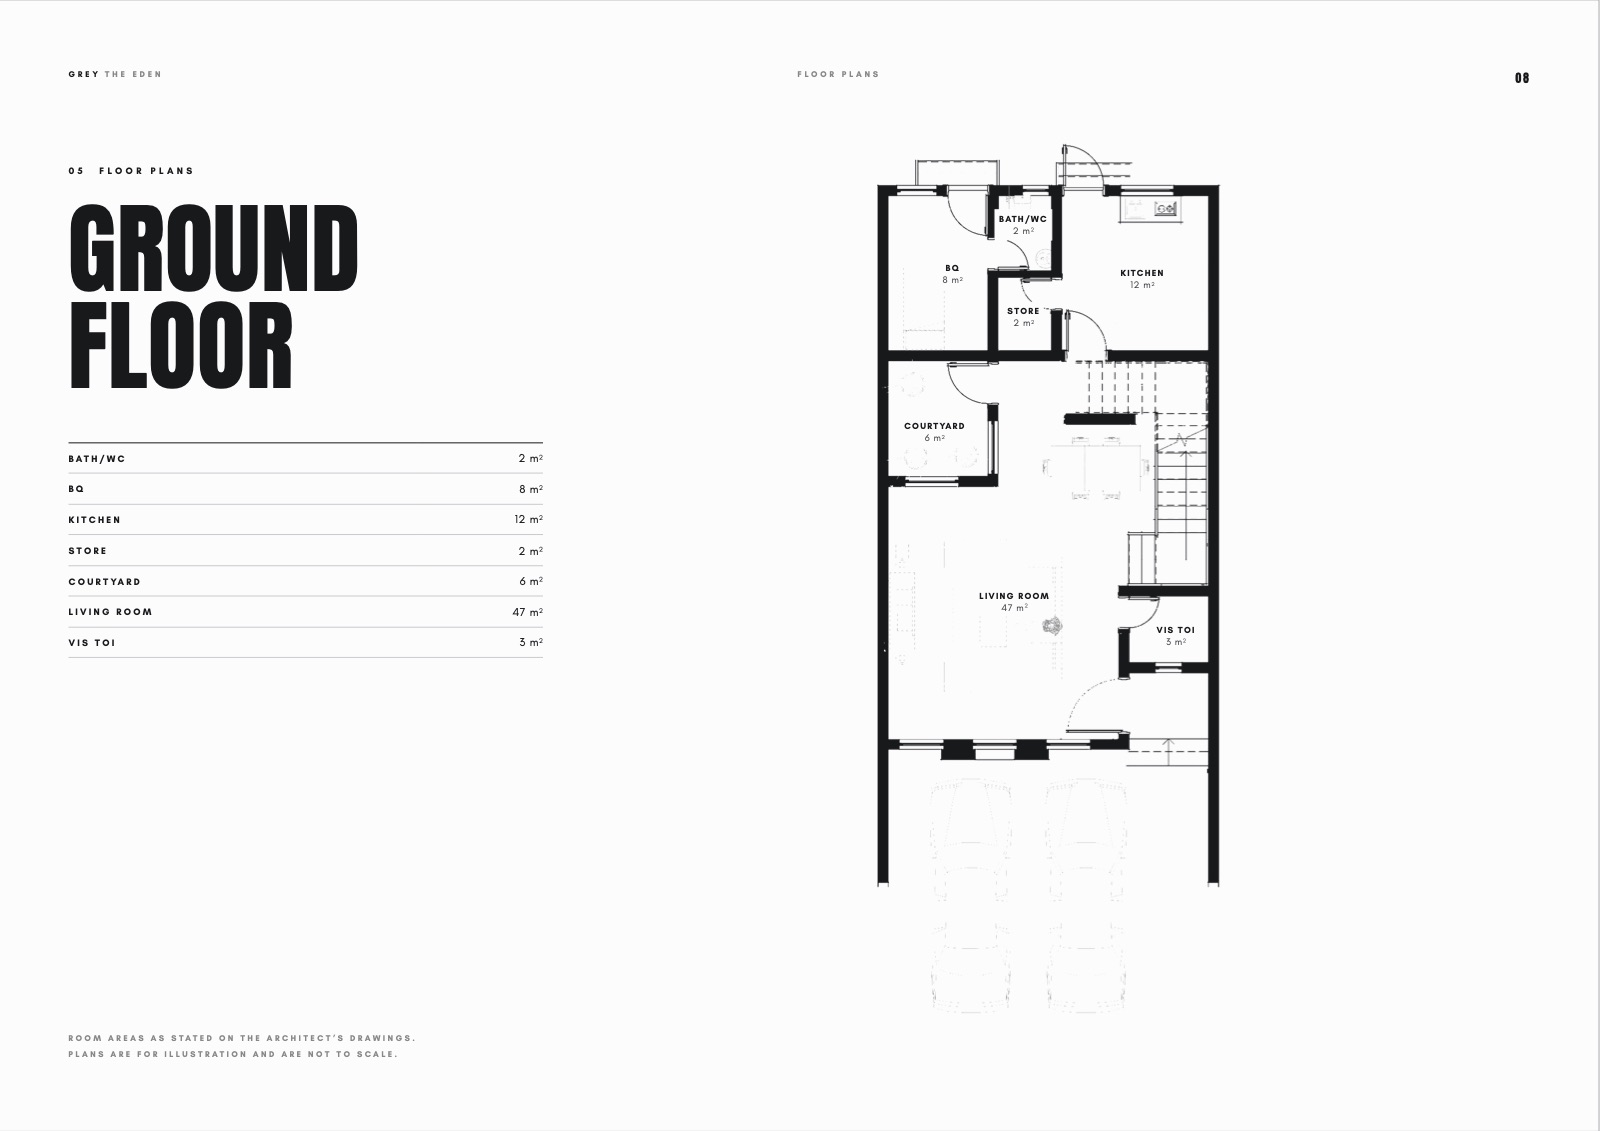 GREY THE EDEN
FLOOR PLANS
08
05 FLOOR PLANS
GROUND
FLOOR
BATH/WC 2 m²
BQ 8 m²
KITCHEN 12 m²
STORE 2 m²
COURTYARD 6 m²
LIVING ROOM 47 m²
VIS TOI 3 m²
BATH/WC
2 m²
BQ
8 m²
KITCHEN
12 m²
STORE
2 m²
COURTYARD
6 m²
LIVING ROOM
47 m²
VIS TOI
3 m²
ROOM AREAS AS STATED ON THE ARCHITECT'S DRAWINGS.
PLANS ARE FOR ILLUSTRATION AND ARE NOT TO SCALE.